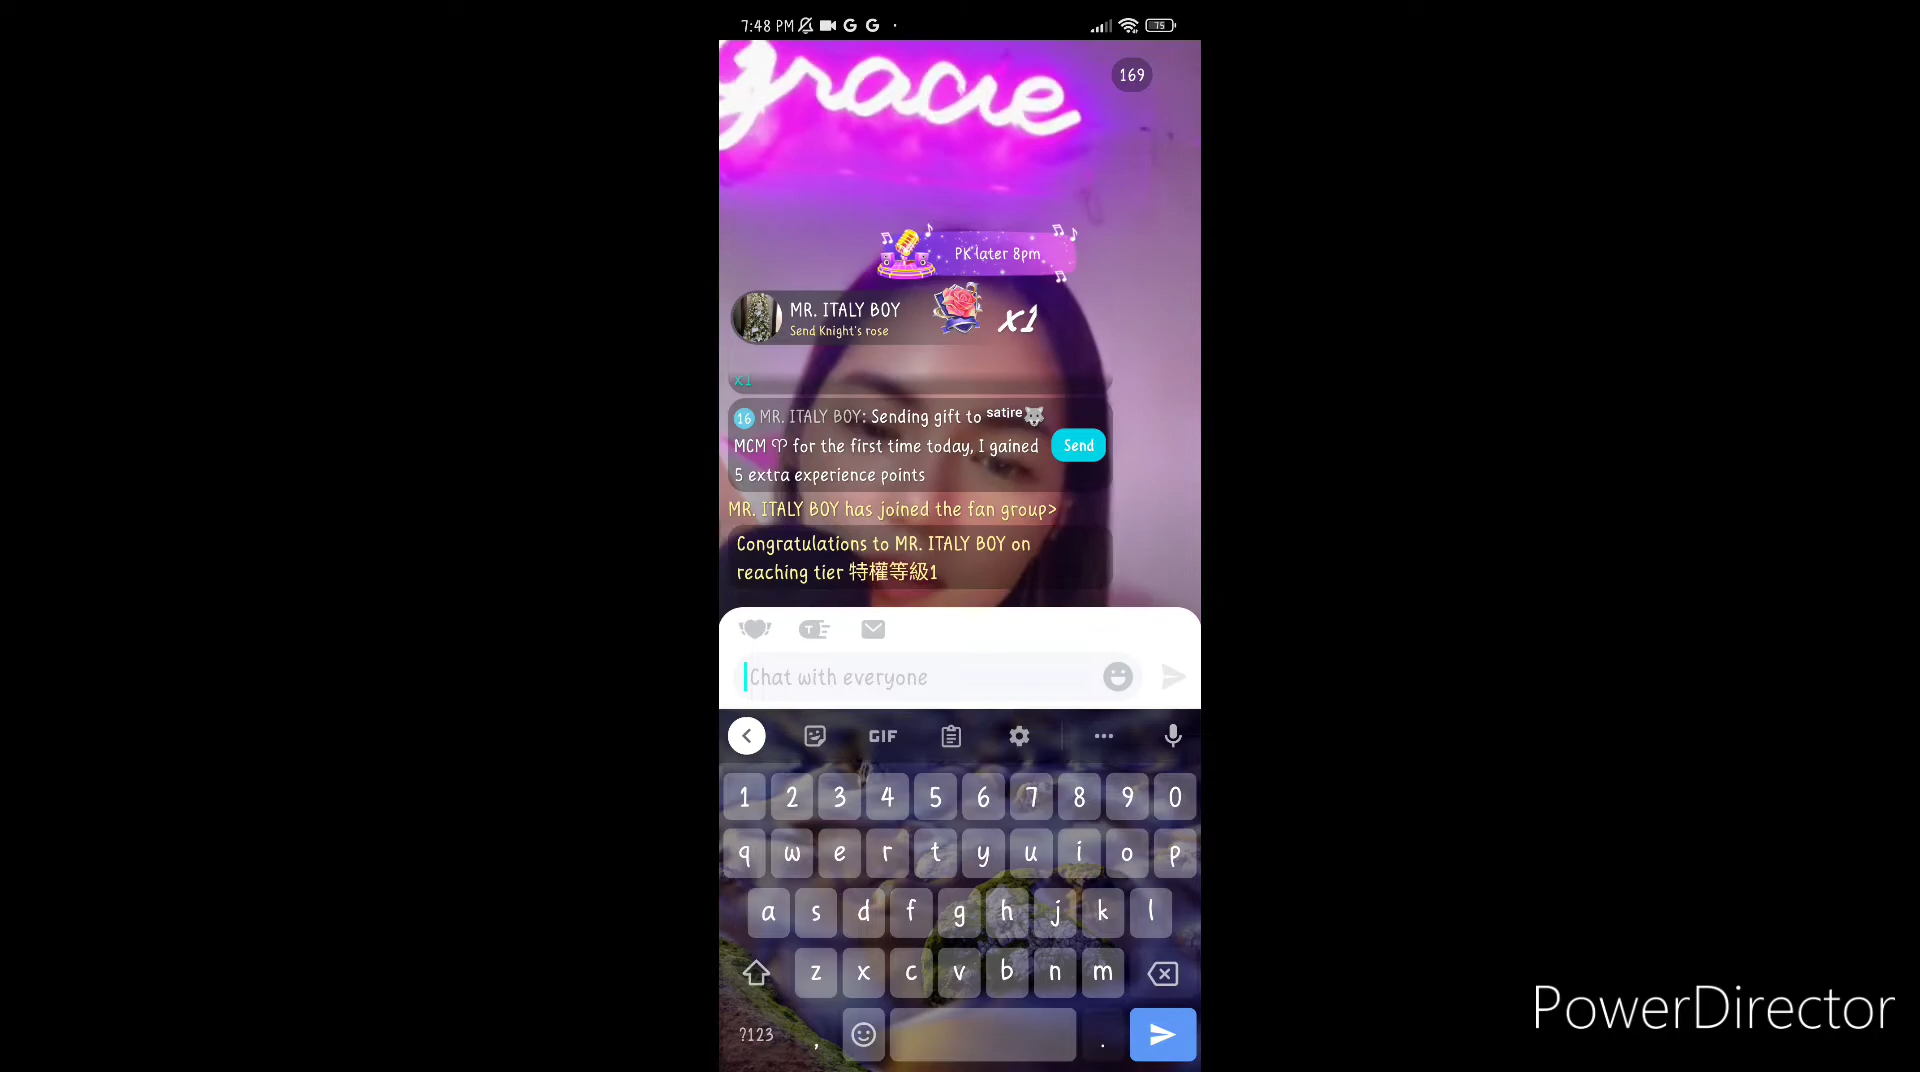 7:48 PM G G
75
gracie
169
PK later 8pm
MR. ITALY BOY
Send Knight's rose
x1
x1
16 MR. ITALY BOY: Sending gift to satire
MCM ♈ for the first time today, I gained
5 extra experience points
Send
MR. ITALY BOY has joined the fan group>
Congratulations to MR. ITALY BOY on
reaching tier 特權等級1
T
Chat with everyone
GIF
1 2 3 4 5 6 7 8 9 0
q w e r t y u i o p
a s d f g h j k l
z x c v b n m
?123 , .
PowerDirector